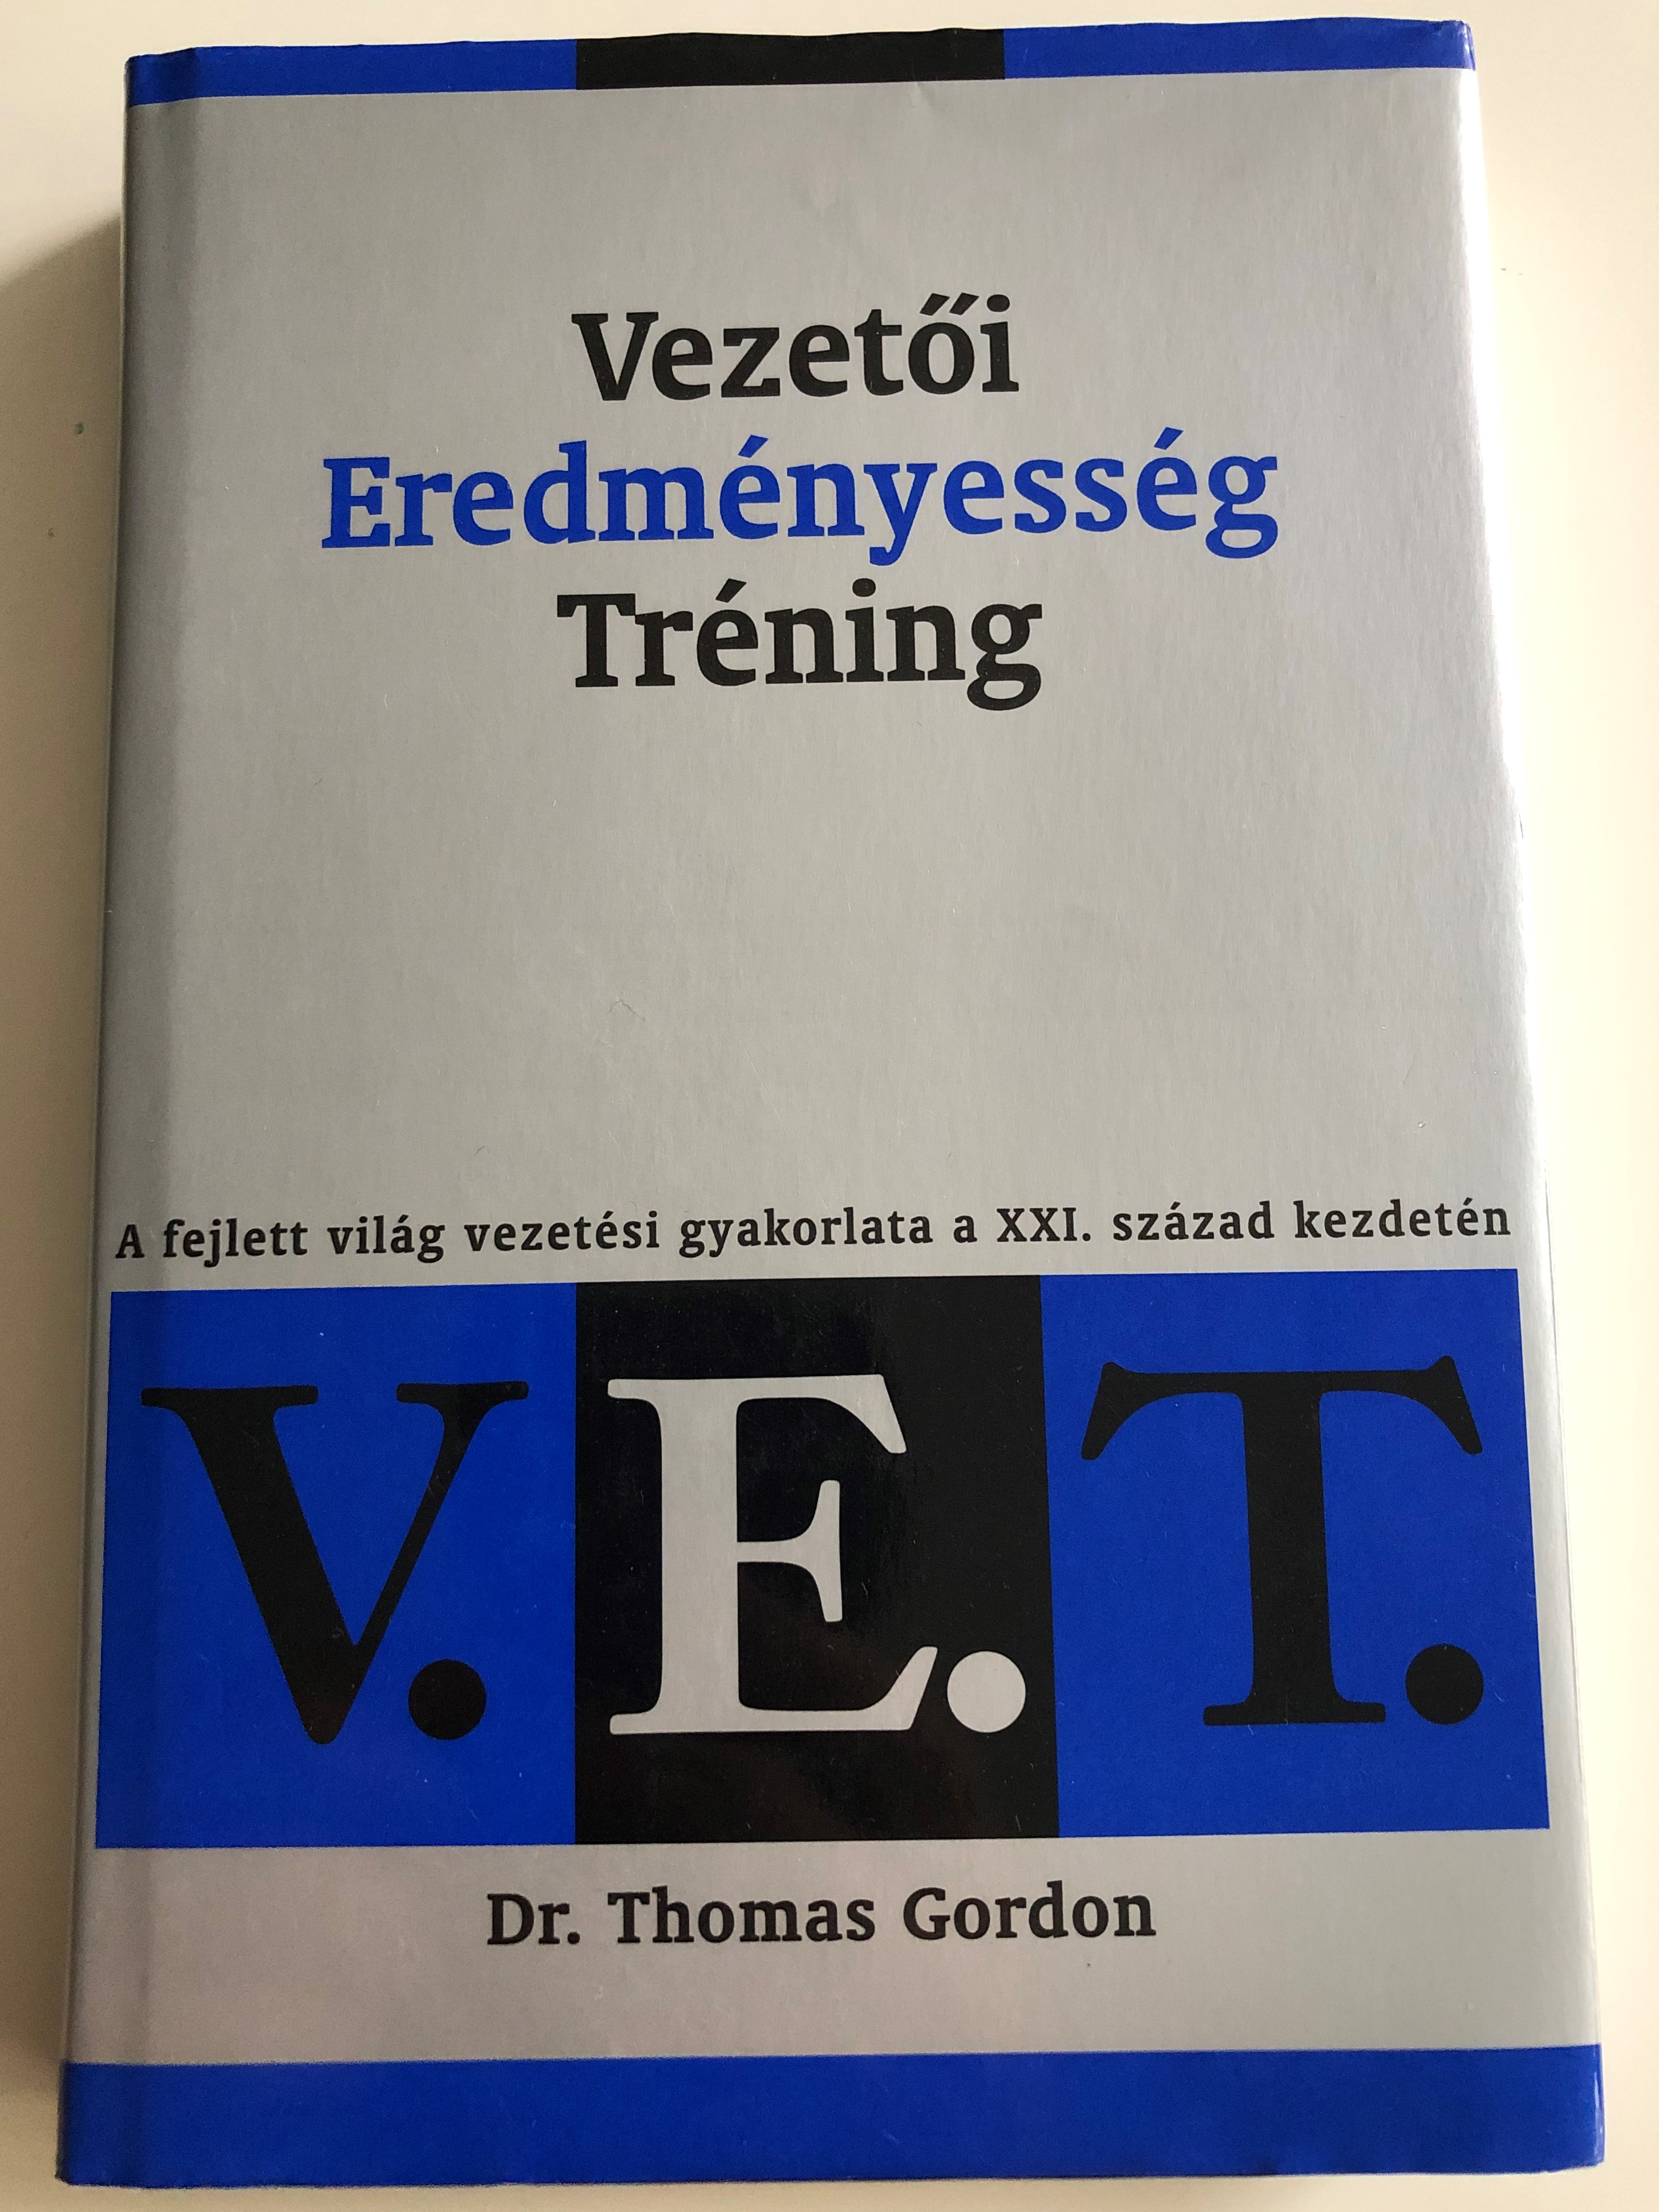 Vezetői
Eredményesség
Tréning
A fejlett világ vezetési gyakorlata a XXI. század kezdetén
V.E.T.
Dr. Thomas Gordon